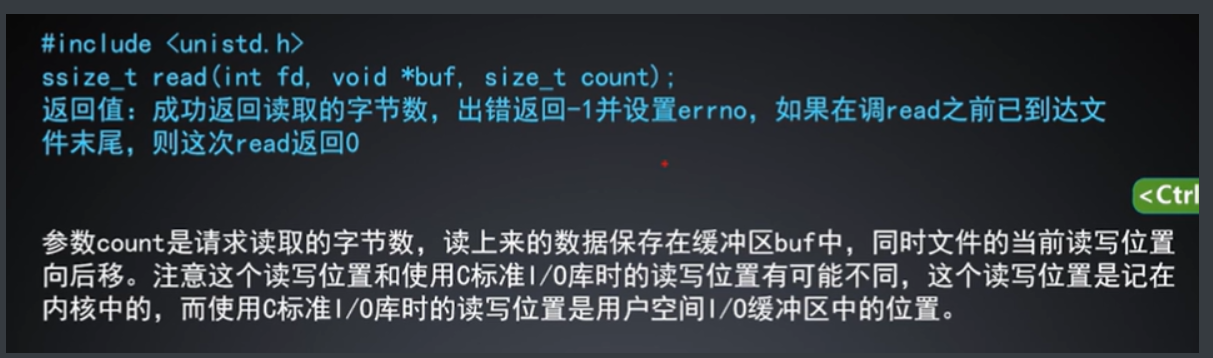 #include <unistd.h>
ssize_t read(int fd, void *buf, size_t count);
返回值：成功返回读取的字节数，出错返回-1并设置errno，如果在调read之前已到达文
件末尾，则这次read返回0
<Ctrl
参数count是请求读取的字节数，读上来的数据保存在缓冲区buf中，同时文件的当前读写位置
向后移。注意这个读写位置和使用C标准I/O库时的读写位置有可能不同，这个读写位置是记在
内核中的，而使用C标准I/O库时的读写位置是用户空间I/O缓冲区中的位置。